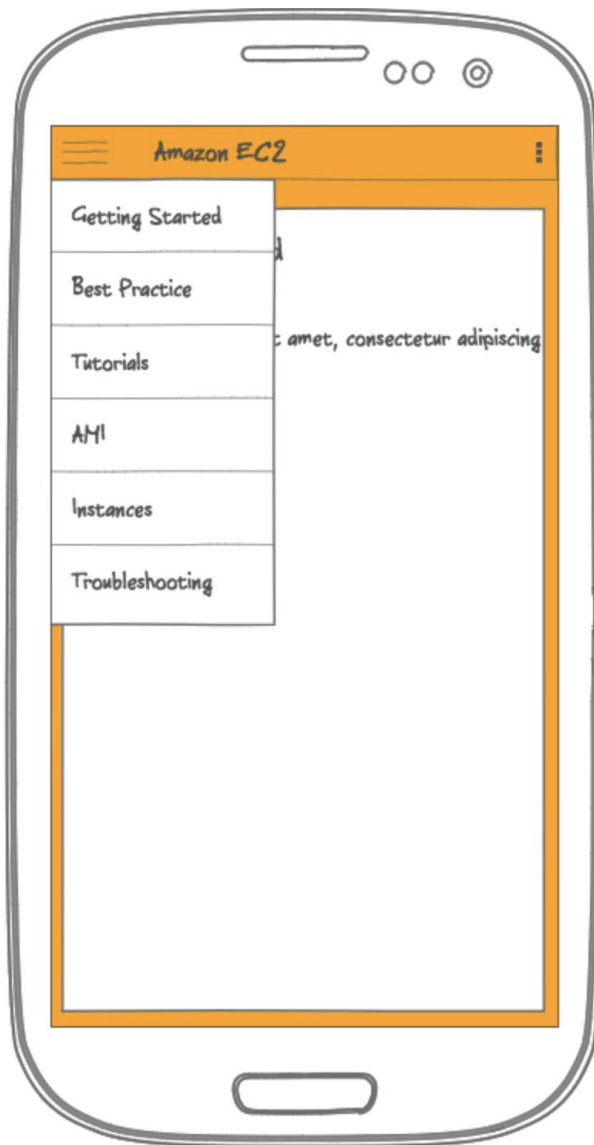 Amazon EC2
Getting Started
Best Practice
amet, consectetur adipiscing
Tutorials
AMI
Instances
Troubleshooting